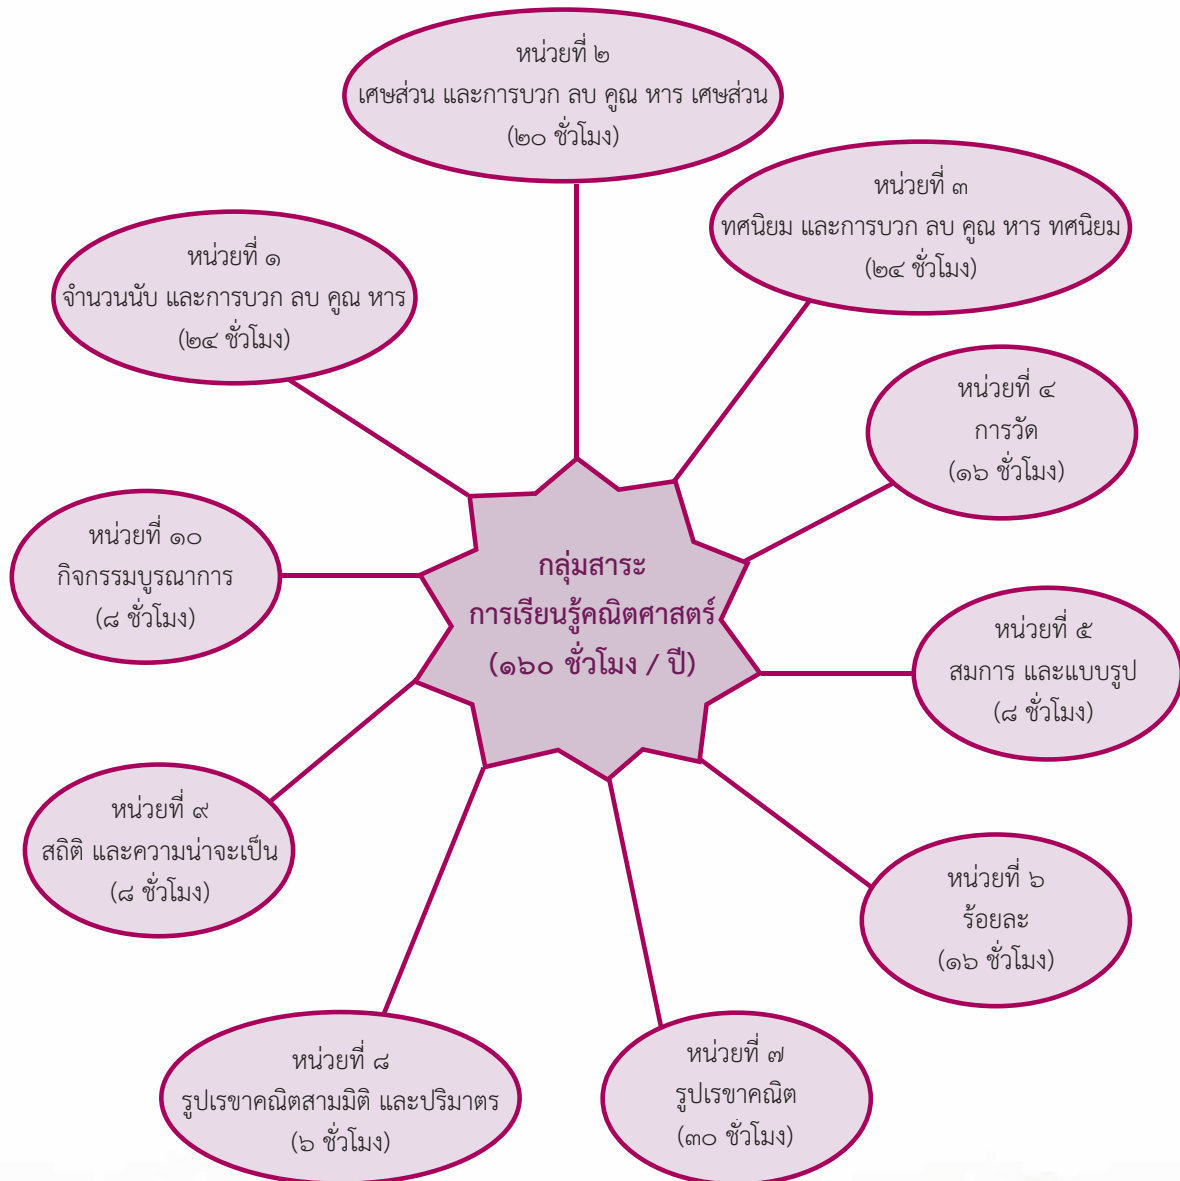 หน่วยที่ ๒
เศษส่วน และการบวก ลบ คูณ หาร เศษส่วน
(๒๐ ชั่วโมง)
หน่วยที่ ๓
ทศนิยม และการบวก ลบ คูณ หาร ทศนิยม
(๒๔ ชั่วโมง)
หน่วยที่ ๑
จำนวนนับ และการบวก ลบ คูณ หาร
(๒๔ ชั่วโมง)
หน่วยที่ ๔
การวัด
(๑๖ ชั่วโมง)
หน่วยที่ ๑๐
กิจกรรมบูรณาการ
(๘ ชั่วโมง)
กลุ่มสาระ
การเรียนรู้คณิตศาสตร์
(๑๖๐ ชั่วโมง / ปี)
หน่วยที่ ๕
สมการ และแบบรูป
(๘ ชั่วโมง)
หน่วยที่ ๙
สถิติ และความน่าจะเป็น
(๘ ชั่วโมง)
หน่วยที่ ๖
ร้อยละ
(๑๖ ชั่วโมง)
หน่วยที่ ๘
รูปเรขาคณิตสามมิติ และปริมาตร
(๖ ชั่วโมง)
หน่วยที่ ๗
รูปเรขาคณิต
(๓๐ ชั่วโมง)